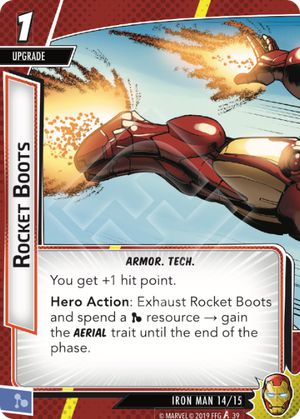 1
UPGRADE
ROCKET BOOTS
ARMOR. TECH.
You get +1 hit point.
Hero Action: Exhaust Rocket Boots
and spend a resource → gain
the AERIAL trait until the end of the
phase.
IRON MAN 14/15
© MARVEL © 2019 FFG A 39